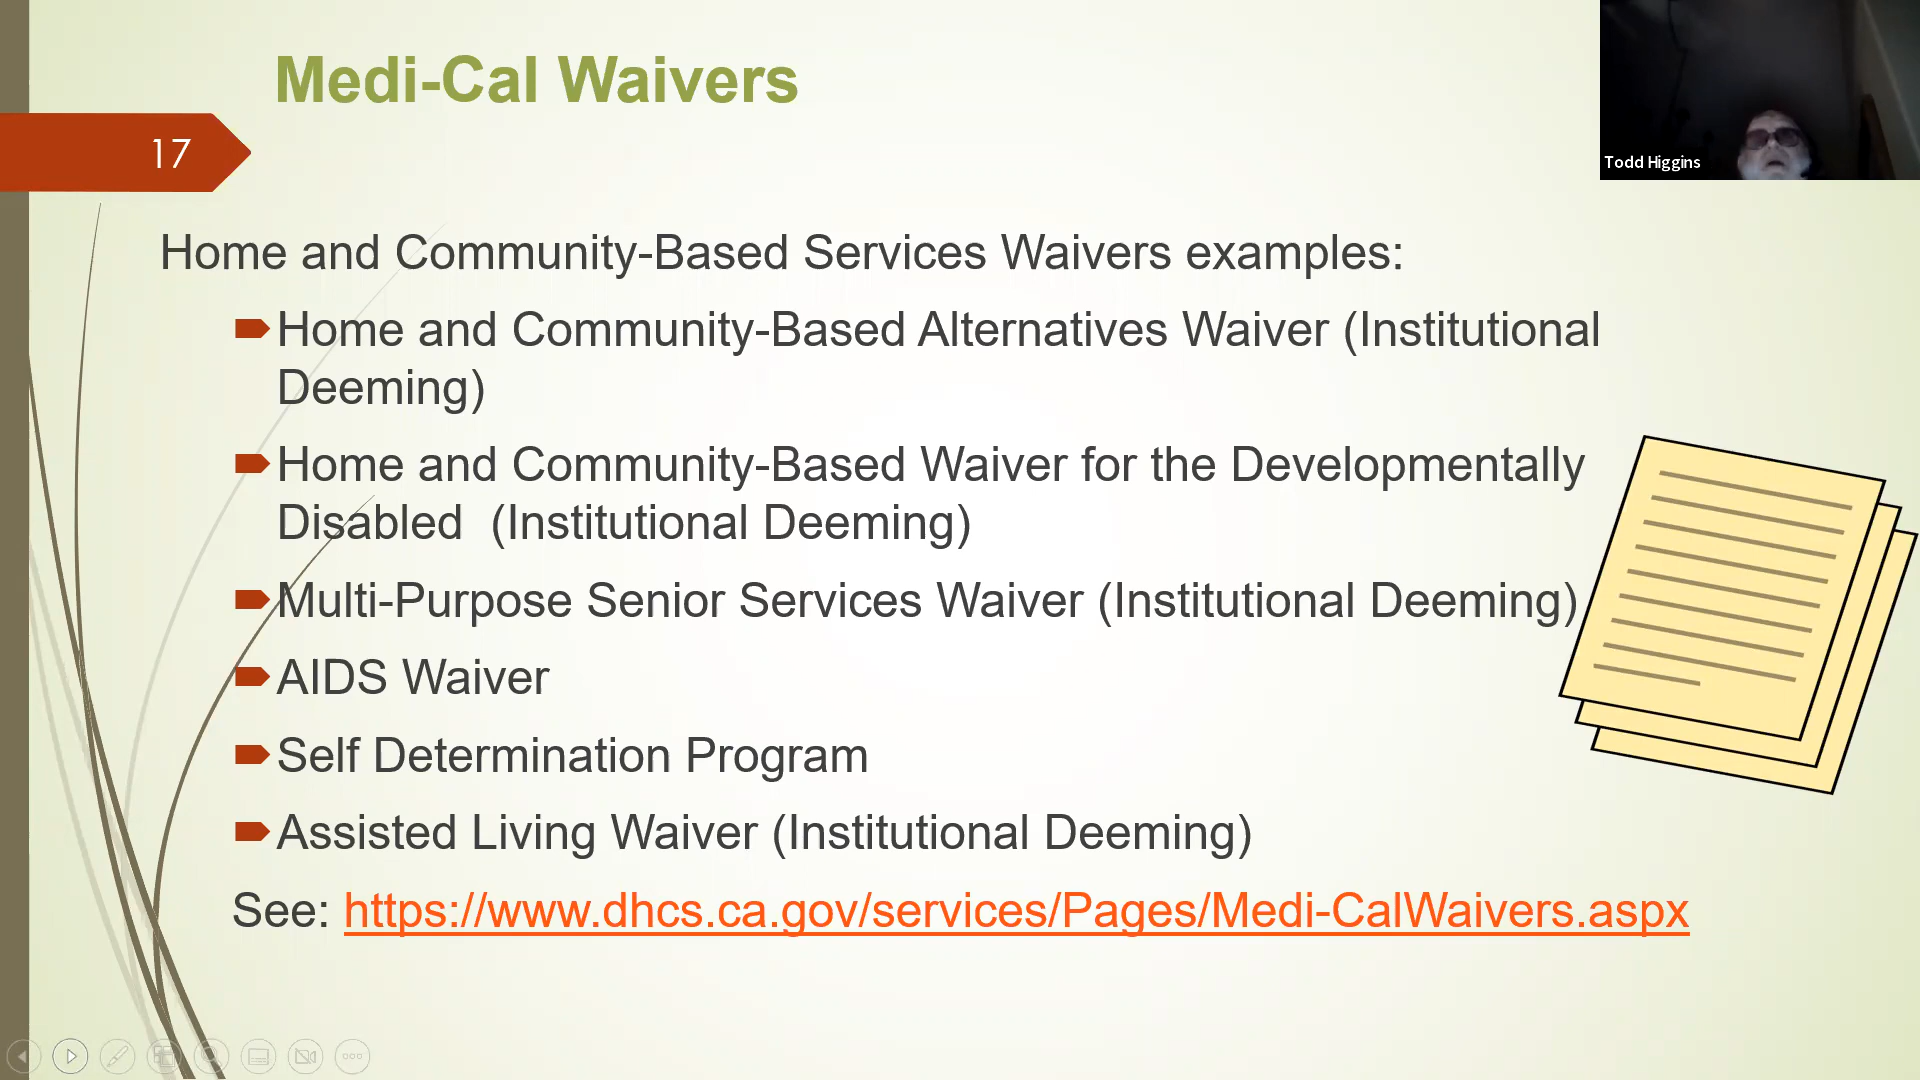 Medi-Cal Waivers
17
Todd Higgins
Home and Community-Based Services Waivers examples:
Home and Community-Based Alternatives Waiver (Institutional
Deeming)
Home and Community-Based Waiver for the Developmentally
Disabled  (Institutional Deeming)
Multi-Purpose Senior Services Waiver (Institutional Deeming)
AIDS Waiver
Self Determination Program
Assisted Living Waiver (Institutional Deeming)
See: https://www.dhcs.ca.gov/services/Pages/Medi-CalWaivers.aspx